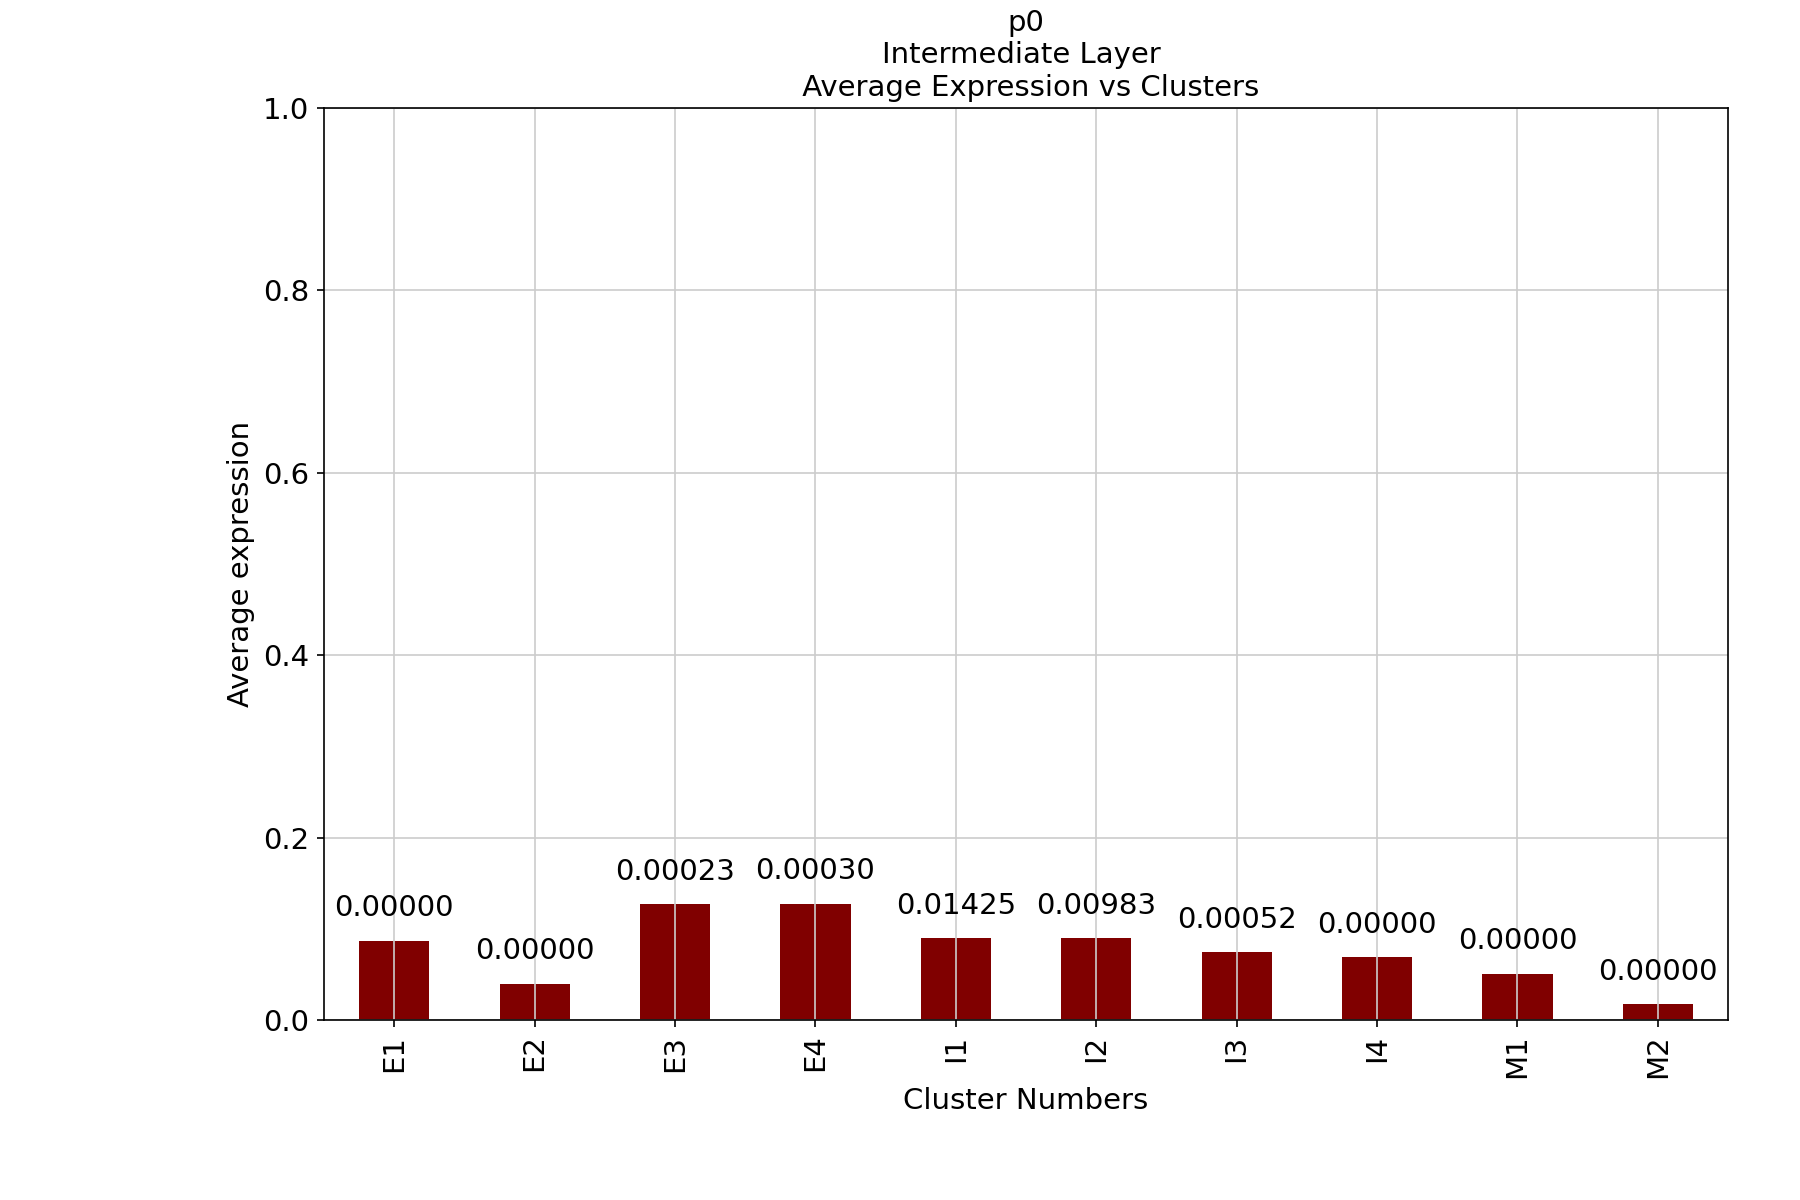 p0
Intermediate Layer
Average Expression vs Clusters
Average expression
1.0
0.8
0.6
0.4
0.2
0.0
0.00000
0.00000
0.00023
0.00030
0.01425
0.00983
0.00052
0.00000
0.00000
0.00000
E1
E2
E3
E4
I1
I2
I3
I4
M1
M2
Cluster Numbers